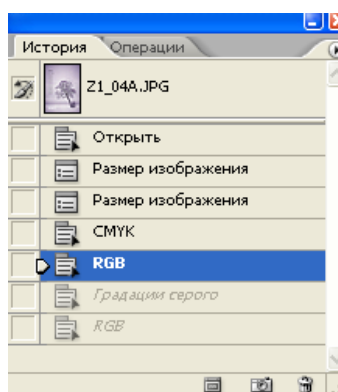 История Операции
Z1_04A.JPG
Открыть
Размер изображения
Размер изображения
CMYK
RGB
Градации серого
RGB